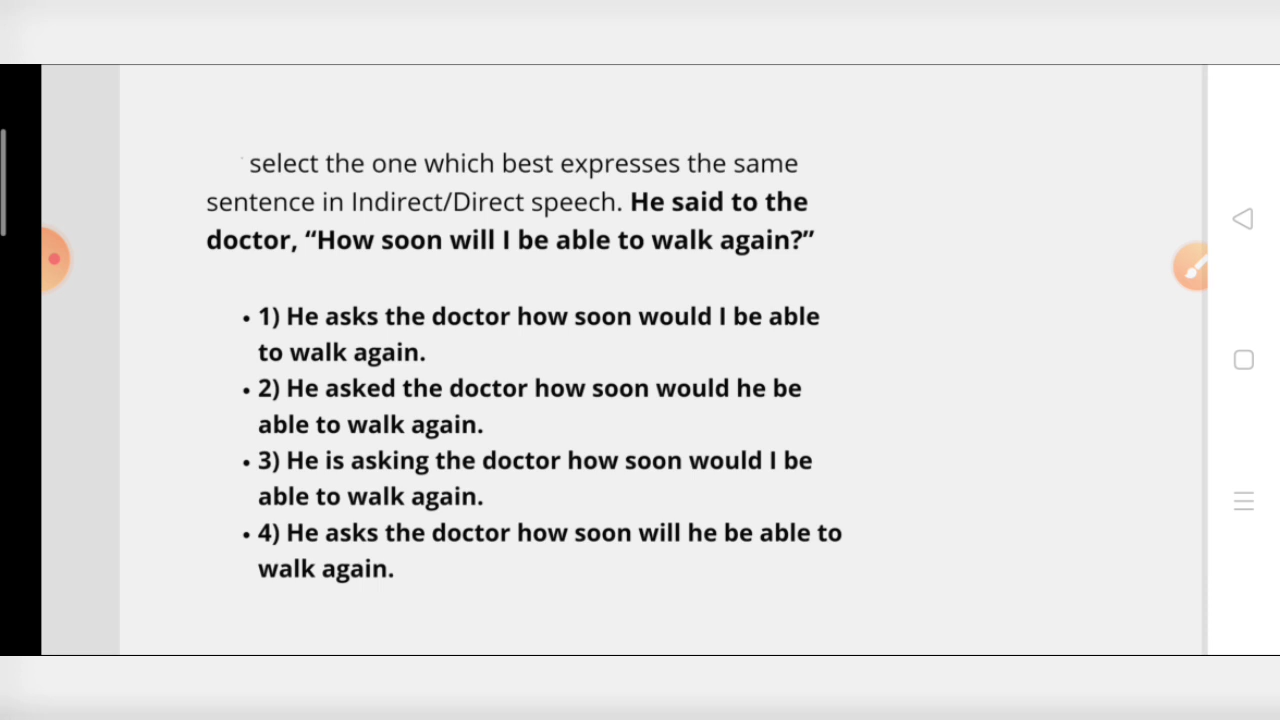 select the one which best expresses the same
sentence in Indirect/Direct speech. He said to the
doctor, “How soon will I be able to walk again?”
• 1) He asks the doctor how soon would I be able
to walk again.
• 2) He asked the doctor how soon would he be
able to walk again.
• 3) He is asking the doctor how soon would I be
able to walk again.
• 4) He asks the doctor how soon will he be able to
walk again.